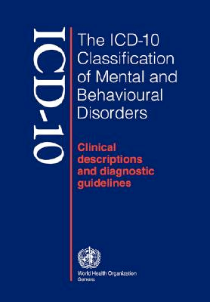 ICD-10
The ICD-10
Classification
of Mental and
Behavioural
Disorders
Clinical
descriptions
and diagnostic
guidelines
World Health Organization
Geneva